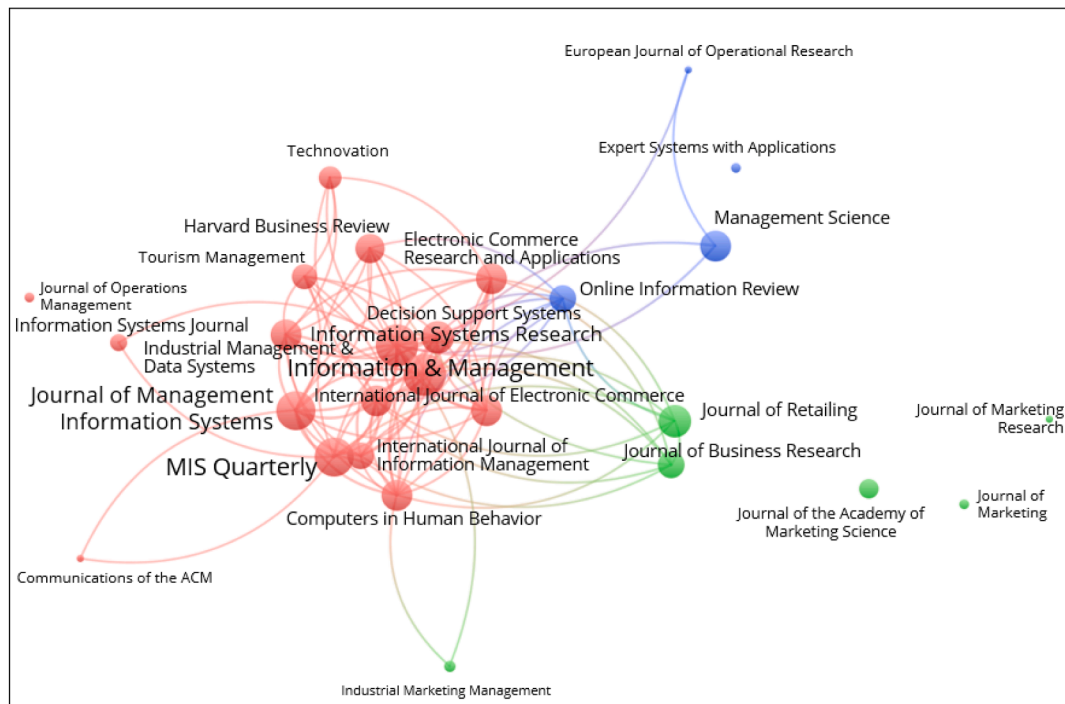 European Journal of Operational Research
Expert Systems with Applications
Technovation
Management Science
Harvard Business Review
Electronic Commerce
Research and Applications
Tourism Management
Online Information Review
Journal of Operations
Management
Decision Support Systems
Information Systems Journal
Information Systems Research
Industrial Management &
Data Systems
Information & Management
Journal of Management
Information Systems
International Journal of Electronic Commerce
Journal of Retailing
Journal of Marketing
Research
Journal of Business Research
International Journal of
Information Management
MIS Quarterly
Journal of
Marketing
Journal of the Academy of
Marketing Science
Computers in Human Behavior
Communications of the ACM
Industrial Marketing Management